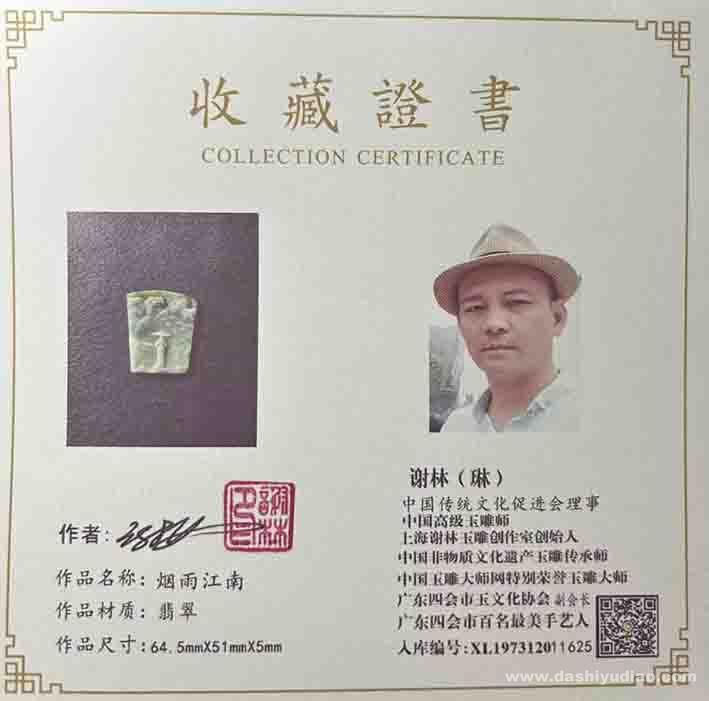 收藏證書
COLLECTION CERTIFICATE
谢林（琳）
中国传统文化促进会理事
中国高级玉雕师
上海谢林玉雕创作室创始人
中国非物质文化遗产玉雕传承师
中国玉雕大师网特别荣誉玉雕大师
广东四会市玉文化协会 副会长
广东四会市百名最美手艺人
入库编号：XL197312011625
作者：
作品名称：烟雨江南
作品材质：翡翠
作品尺寸：64.5mmX51mmX5mm
www.dashiyudiao.com